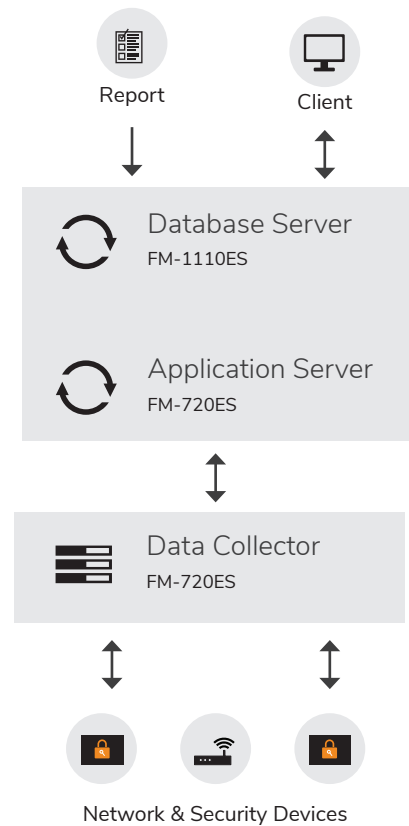 Report
Client
Database Server
FM-1110ES
Application Server
FM-720ES
Data Collector
FM-720ES
Network & Security Devices